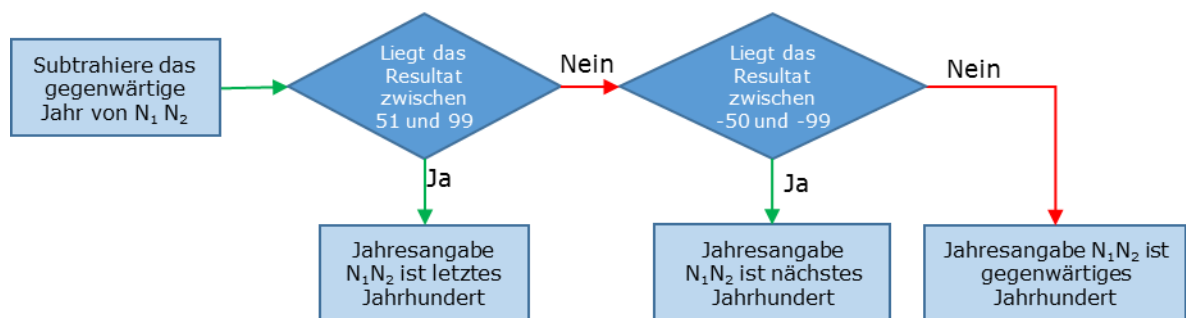 Subtrahiere das
gegenwärtige
Jahr von N₁ N₂
Liegt das
Resultat
zwischen
51 und 99
Nein
Liegt das
Resultat
zwischen
-50 und -99
Nein
Ja
Ja
Jahresangabe
N₁N₂ ist letztes
Jahrhundert
Jahresangabe
N₁N₂ ist nächstes
Jahrhundert
Jahresangabe N₁N₂ ist
gegenwärtiges
Jahrhundert